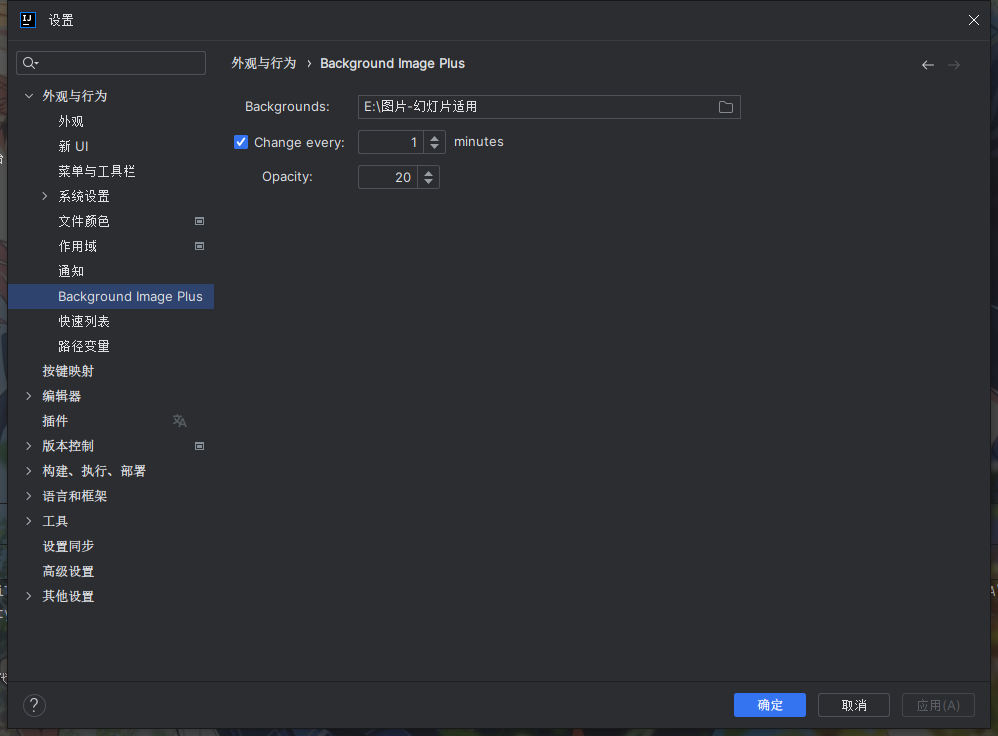 设置
外观与行为 › Background Image Plus
外观与行为
外观
新 UI
菜单与工具栏
系统设置
文件颜色
作用域
通知
Background Image Plus
快速列表
路径变量
按键映射
编辑器
插件
版本控制
构建、执行、部署
语言和框架
工具
设置同步
高级设置
其他设置
Backgrounds: E:\图片-幻灯片适用
Change every: 1 minutes
Opacity: 20
?
确定 取消 应用(A)